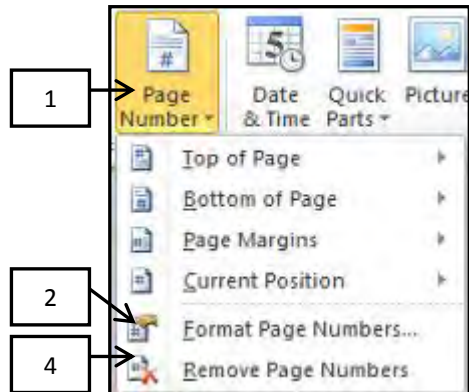 1
Page Number
Date & Time
Quick Parts
Picture
Top of Page
Bottom of Page
Page Margins
Current Position
2
Format Page Numbers...
4
Remove Page Numbers